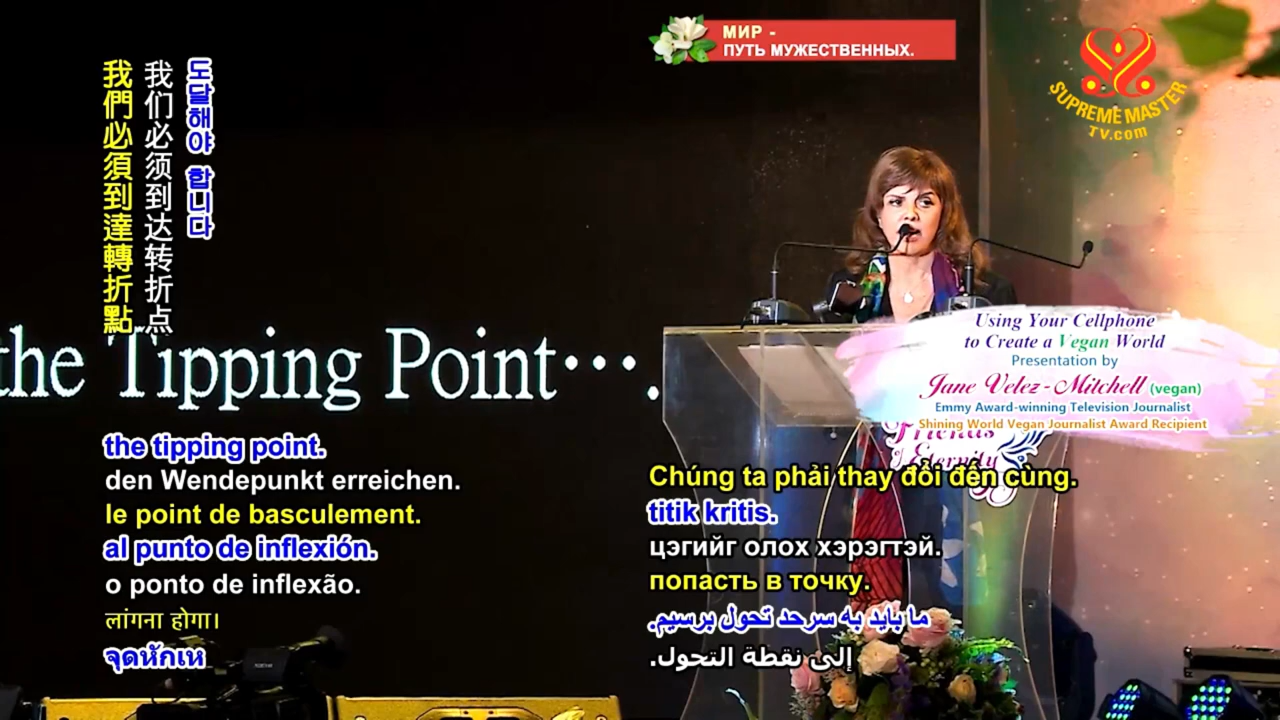 МИР -
ПУТЬ МУЖЕСТВЕННЫХ.
SUPREME MASTER
TV.com
我們必須到達轉折點
我们必须到达转折点
도달해야 합니다
the Tipping Point….
Using Your Cellphone
to Create a Vegan World
Presentation by
Jane Velez-Mitchell (vegan)
Emmy Award-winning Television Journalist
Shining World Vegan Journalist Award Recipient
Friends
of Eternity
the tipping point.
den Wendepunkt erreichen.
le point de basculement.
al punto de inflexión.
o ponto de inflexão.
लांगना होगा।
จุดหักเห
Chúng ta phải thay đổi đến cùng.
titik kritis.
цэгийг олох хэрэгтэй.
попасть в точку.
ما باید به سرحد تحول برسیم.
إلى نقطة التحول.